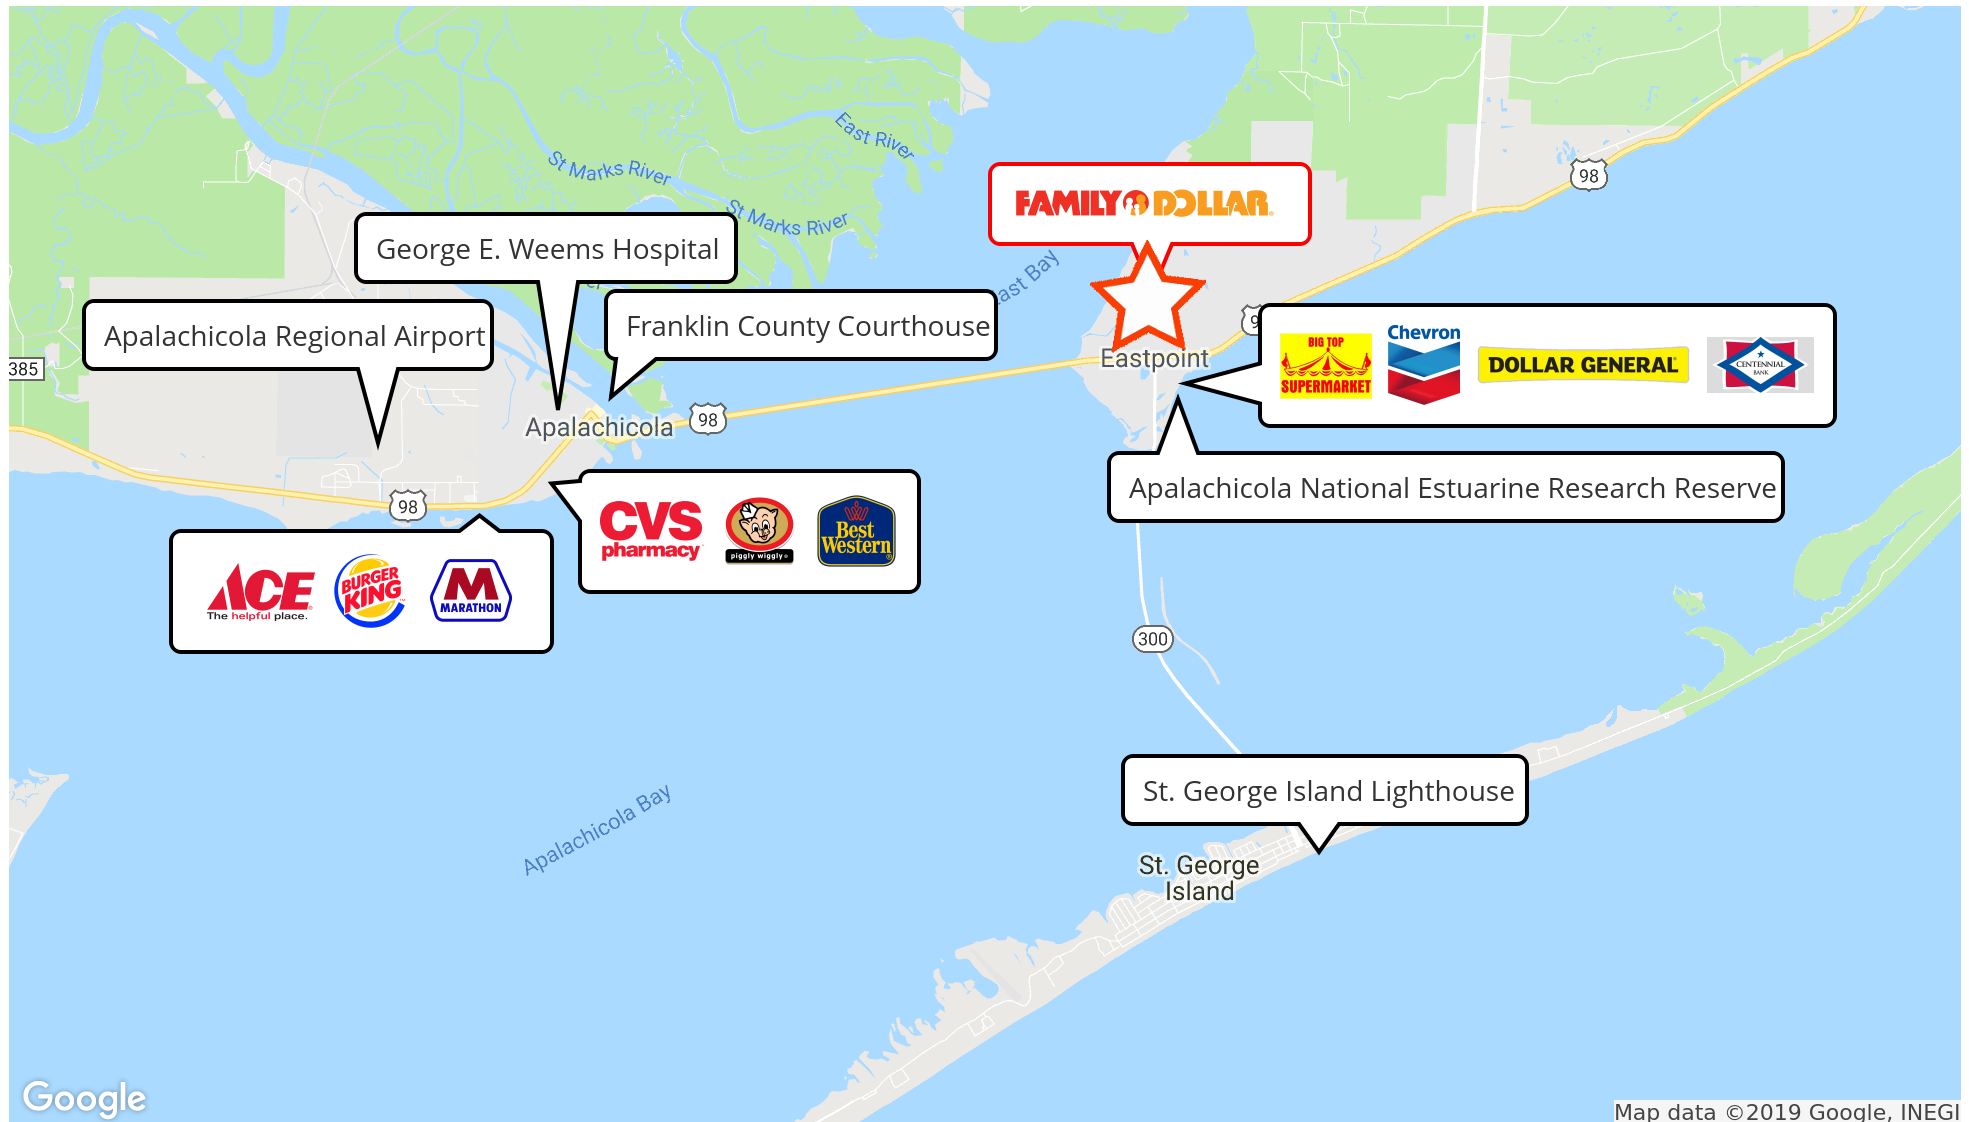 East River
St Marks River
98
FAMILY DOLLAR
St Marks River
George E. Weems Hospital
East Bay
Apalachicola Regional Airport
Franklin County Courthouse
385
Eastpoint
BIG TOP
SUPERMARKET
Chevron
DOLLAR GENERAL
CENTENNIAL
BANK
98
Apalachicola
98
Apalachicola National Estuarine Research Reserve
CVS
pharmacy
piggly wiggly
Best
Western
ACE
The helpful place.
BURGER
KING
M
MARATHON
300
St. George Island Lighthouse
Apalachicola Bay
St. George
Island
Google
Map data ©2019 Google, INEGI